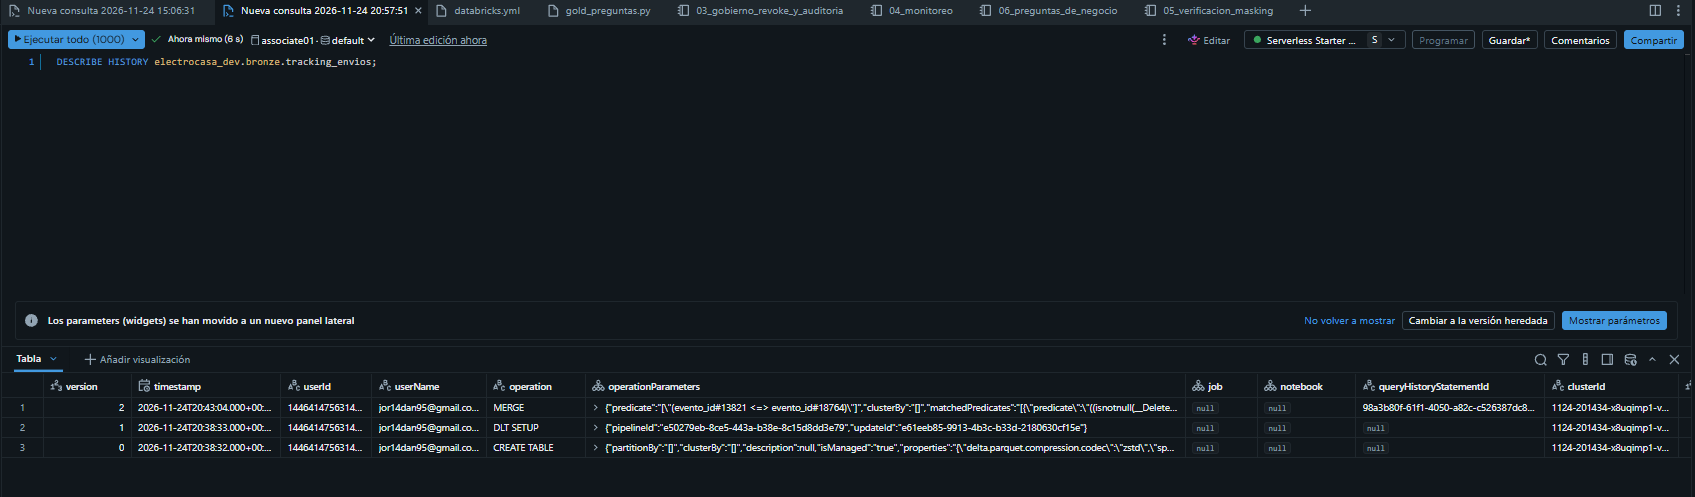 Nueva consulta 2026-11-24 15:06:31
Nueva consulta 2026-11-24 20:57:51
databricks.yml
gold_preguntas.py
03_gobierno_revoke_y_auditoria
04_monitoreo
06_preguntas_de_negocio
05_verificacion_masking
Ejecutar todo (1000) Ahora mismo (6 s) associate01 · default Última edición ahora Editar Serverless Starter ... S Programar Guardar* Comentarios Compartir
1 DESCRIBE HISTORY electrocasa_dev.bronze.tracking_envios;
Los parameters (widgets) se han movido a un nuevo panel lateral No volver a mostrar Cambiar a la versión heredada Mostrar parámetros
Tabla Añadir visualización
version timestamp userId userName operation operationParameters job notebook queryHistoryStatementId clusterId
1 2 2026-11-24T20:43:04.000+00:... 1446414756314... jor14dan95@gmail.co... MERGE {"predicate":"[\"(evento_id#13821 <=> evento_id#18764)\"]","clusterBy":"[]","matchedPredicates":"[{\"predicate\":\"((isnotnull(__Delete... null null 98a3b80f-61f1-4050-a82c-c526387dc8... 1124-201434-x8uqimp1-v...
2 1 2026-11-24T20:38:33.000+00:... 1446414756314... jor14dan95@gmail.co... DLT SETUP {"pipelineId":"e50279eb-8ce5-443a-b38e-8c15d8dd3e79","updateId":"e61eeb85-9913-4b3c-b33d-2180630cf15e"} null null null 1124-201434-x8uqimp1-v...
3 0 2026-11-24T20:38:32.000+00:... 1446414756314... jor14dan95@gmail.co... CREATE TABLE {"partitionBy":"[]","clusterBy":"[]","description":null,"isManaged":"true","properties":"{\"delta.parquet.compression.codec\":\"zstd\",\"sp... null null null 1124-201434-x8uqimp1-v...